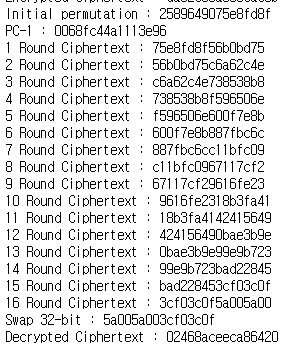 Initial permutation : 2589649075e8fd8f
PC-1 : 0068fc44a1113e96
1 Round Ciphertext : 75e8fd8f56b0bd75
2 Round Ciphertext : 56b0bd75c6a62c4e
3 Round Ciphertext : c6a62c4e738538b8
4 Round Ciphertext : 738538b8f596506e
5 Round Ciphertext : f596506e600f7e8b
6 Round Ciphertext : 600f7e8b887fbc6c
7 Round Ciphertext : 887fbc6cc11bfc09
8 Round Ciphertext : c11bfc0967117cf2
9 Round Ciphertext : 67117cf29616fe23
10 Round Ciphertext : 9616fe2318b3fa41
11 Round Ciphertext : 18b3fa4142415649
12 Round Ciphertext : 424156490bae3b9e
13 Round Ciphertext : 0bae3b9e99e9b723
14 Round Ciphertext : 99e9b723bad22845
15 Round Ciphertext : bad228453cf03c0f
16 Round Ciphertext : 3cf03c0f5a005a00
Swap 32-bit : 5a005a003cf03c0f
Decrypted Ciphertext : 02468aceeca86420